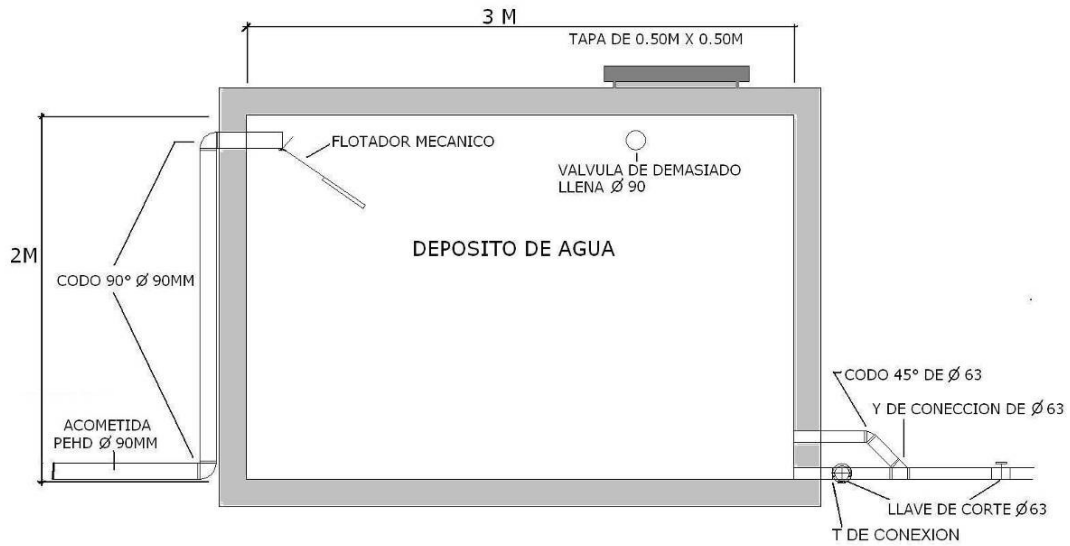 3 M
TAPA DE 0.50M X 0.50M
FLOTADOR MECANICO
VALVULA DE DEMASIADO
LLENA Ø 90
2M
DEPOSITO DE AGUA
CODO 90° Ø 90MM
CODO 45° DE Ø 63
Y DE CONECCION DE Ø 63
ACOMETIDA
PEHD Ø 90MM
LLAVE DE CORTE Ø63
T DE CONEXION